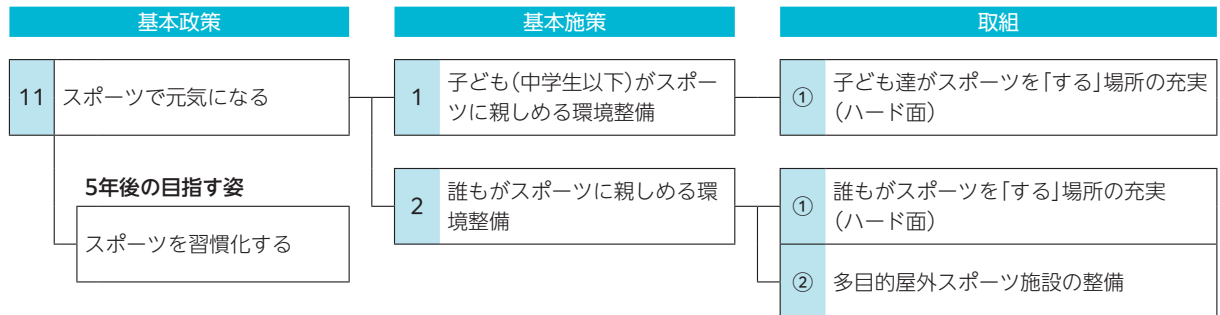 基本政策
基本施策
取組
11 スポーツで元気になる
5年後の目指す姿
スポーツを習慣化する
1 子ども(中学生以下)がスポー
ツに親しめる環境整備
① 子ども達がスポーツを「する」場所の充実
(ハード面)
2 誰もがスポーツに親しめる環
境整備
① 誰もがスポーツを「する」場所の充実
(ハード面)
② 多目的屋外スポーツ施設の整備